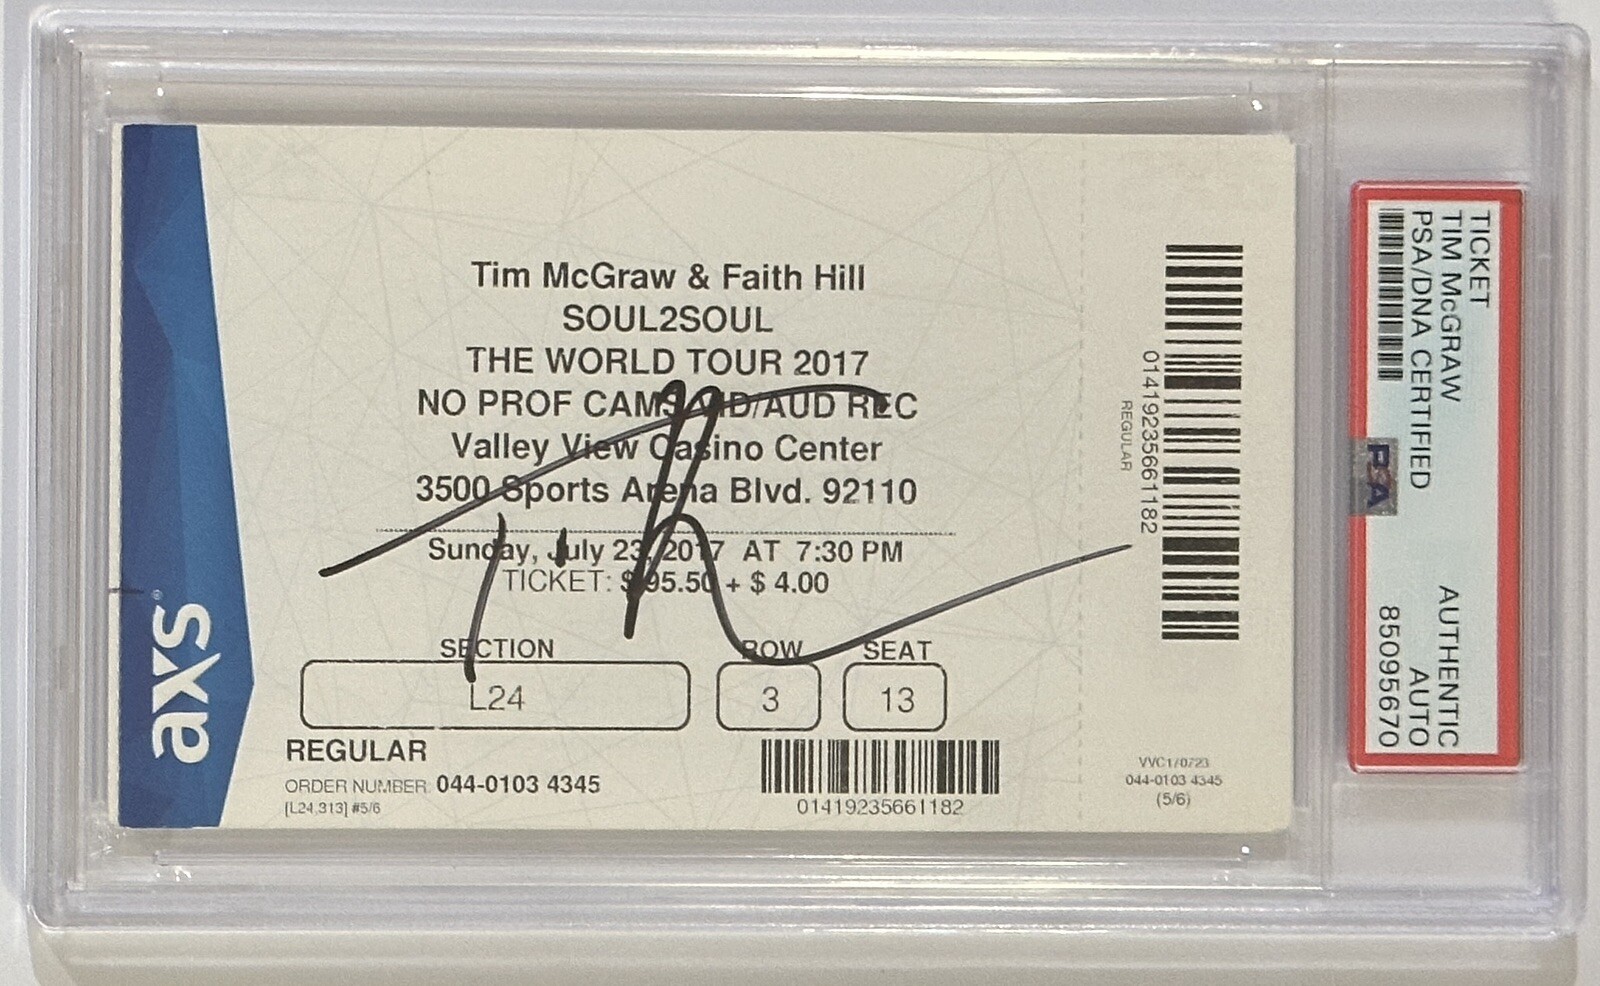 axs
Tim McGraw & Faith Hill
SOUL2SOUL
THE WORLD TOUR 2017
NO PROF CAMS VID/AUD REC
Valley View Casino Center
3500 Sports Arena Blvd. 92110
Sunday, July 23, 2017 AT 7:30 PM
TICKET: $ 95.50 + $ 4.00
SECTION ROW SEAT
L24 3 13
REGULAR
ORDER NUMBER: 044-0103 4345
[L24,313] #5/6
01419235661182
01419235661182
REGULAR
VVC170723
044-0103 4345
(5/6)
TICKET
TIM McGRAW AUTHENTIC
PSA/DNA CERTIFIED AUTO
85095670
PSA